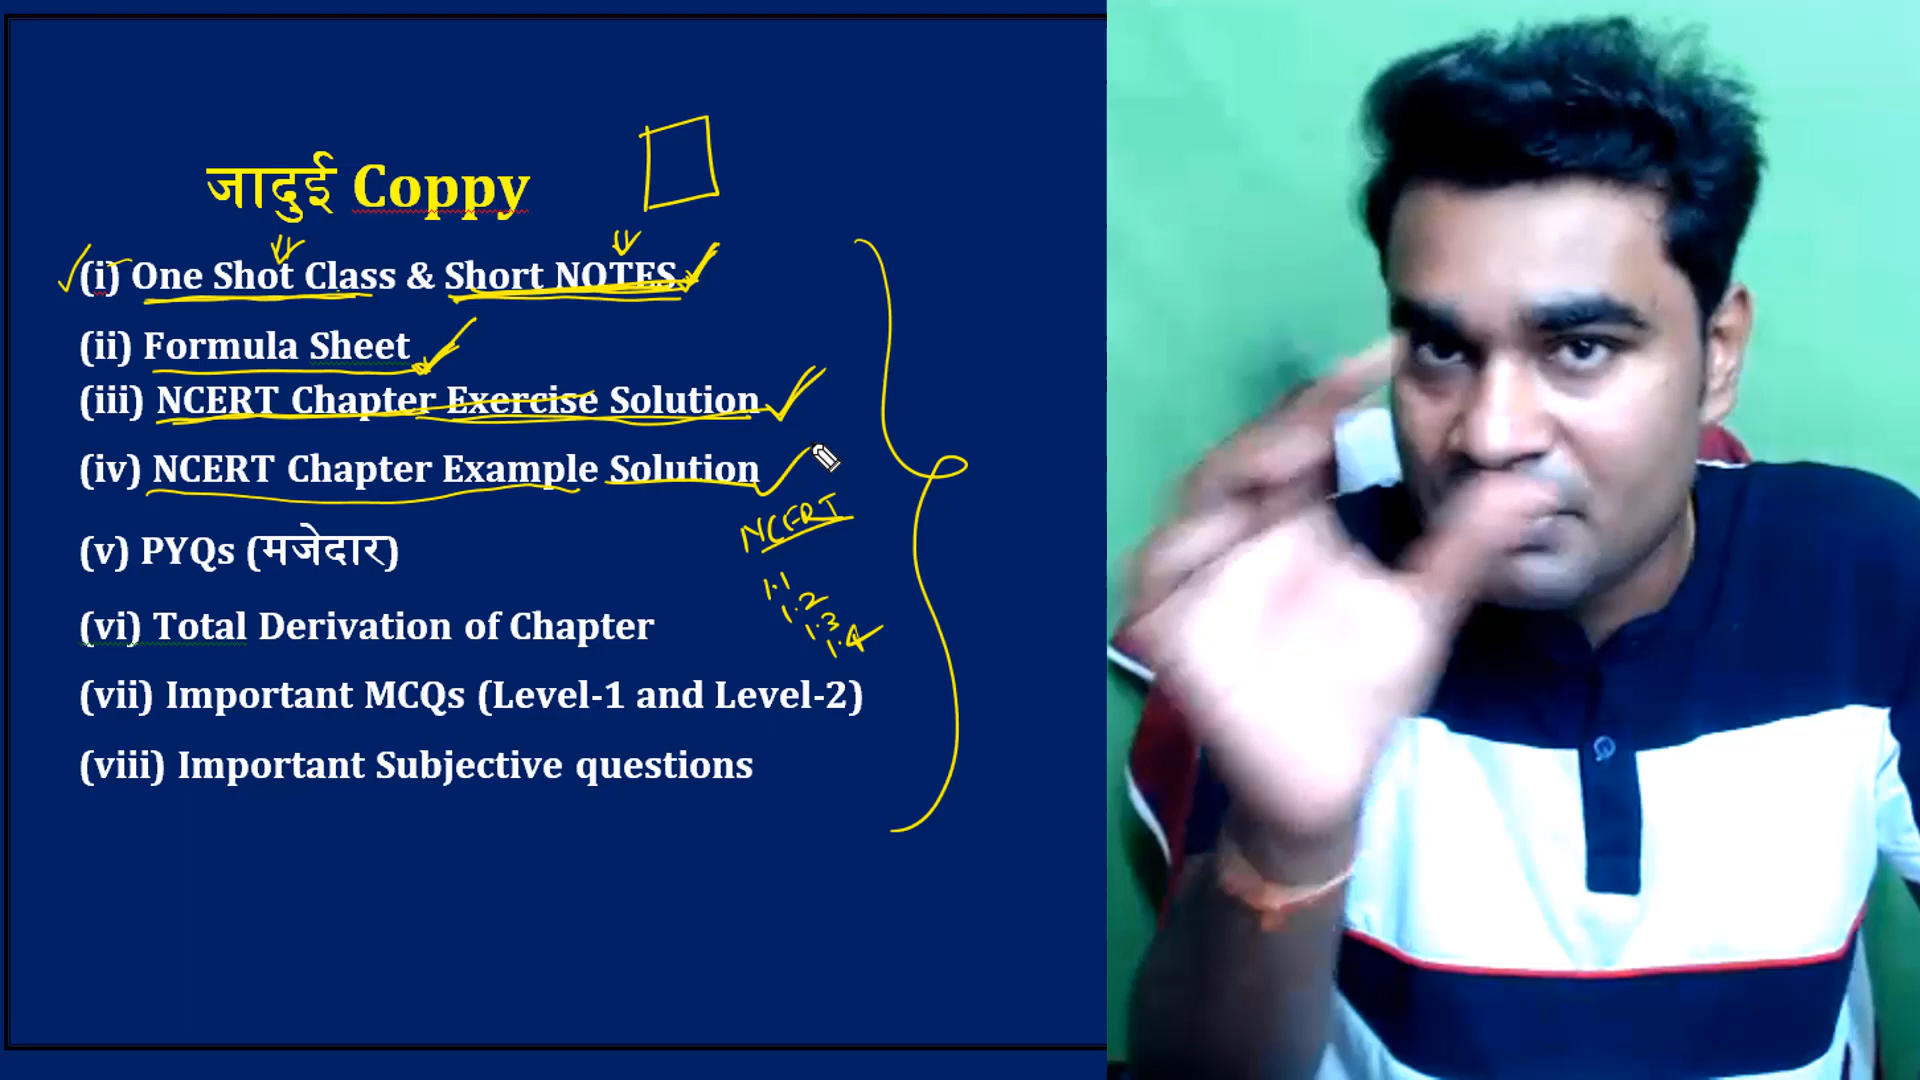 जादुई Coppy
(i) One Shot Class & Short NOTES
(ii) Formula Sheet
(iii) NCERT Chapter Exercise Solution
(iv) NCERT Chapter Example Solution
NCERT
(v) PYQs (मजेदार)
1.1
1.2
1.3
1.4
(vi) Total Derivation of Chapter
(vii) Important MCQs (Level-1 and Level-2)
(viii) Important Subjective questions